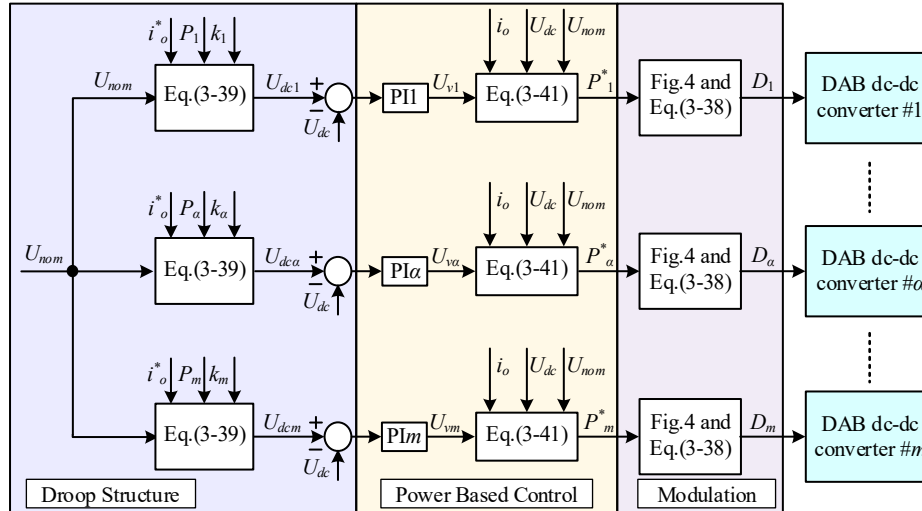 i*o P1 k1
Unom
Eq.(3-39)
Udc1
+
−
Udc
PI1
Uv1
io Udc Unom
Eq.(3-41)
P*1
Fig.4 and
Eq.(3-38)
D1
DAB dc-dc
converter #1
i*o Pα kα
Unom
Eq.(3-39)
Udcα
+
−
Udc
PIα
Uvα
io Udc Unom
Eq.(3-41)
P*α
Fig.4 and
Eq.(3-38)
Dα
DAB dc-dc
converter #α
i*o Pm km
Eq.(3-39)
Udcm
+
−
Udc
PIm
Uvm
io Udc Unom
Eq.(3-41)
P*m
Fig.4 and
Eq.(3-38)
Dm
DAB dc-dc
converter #m
Droop Structure
Power Based Control
Modulation